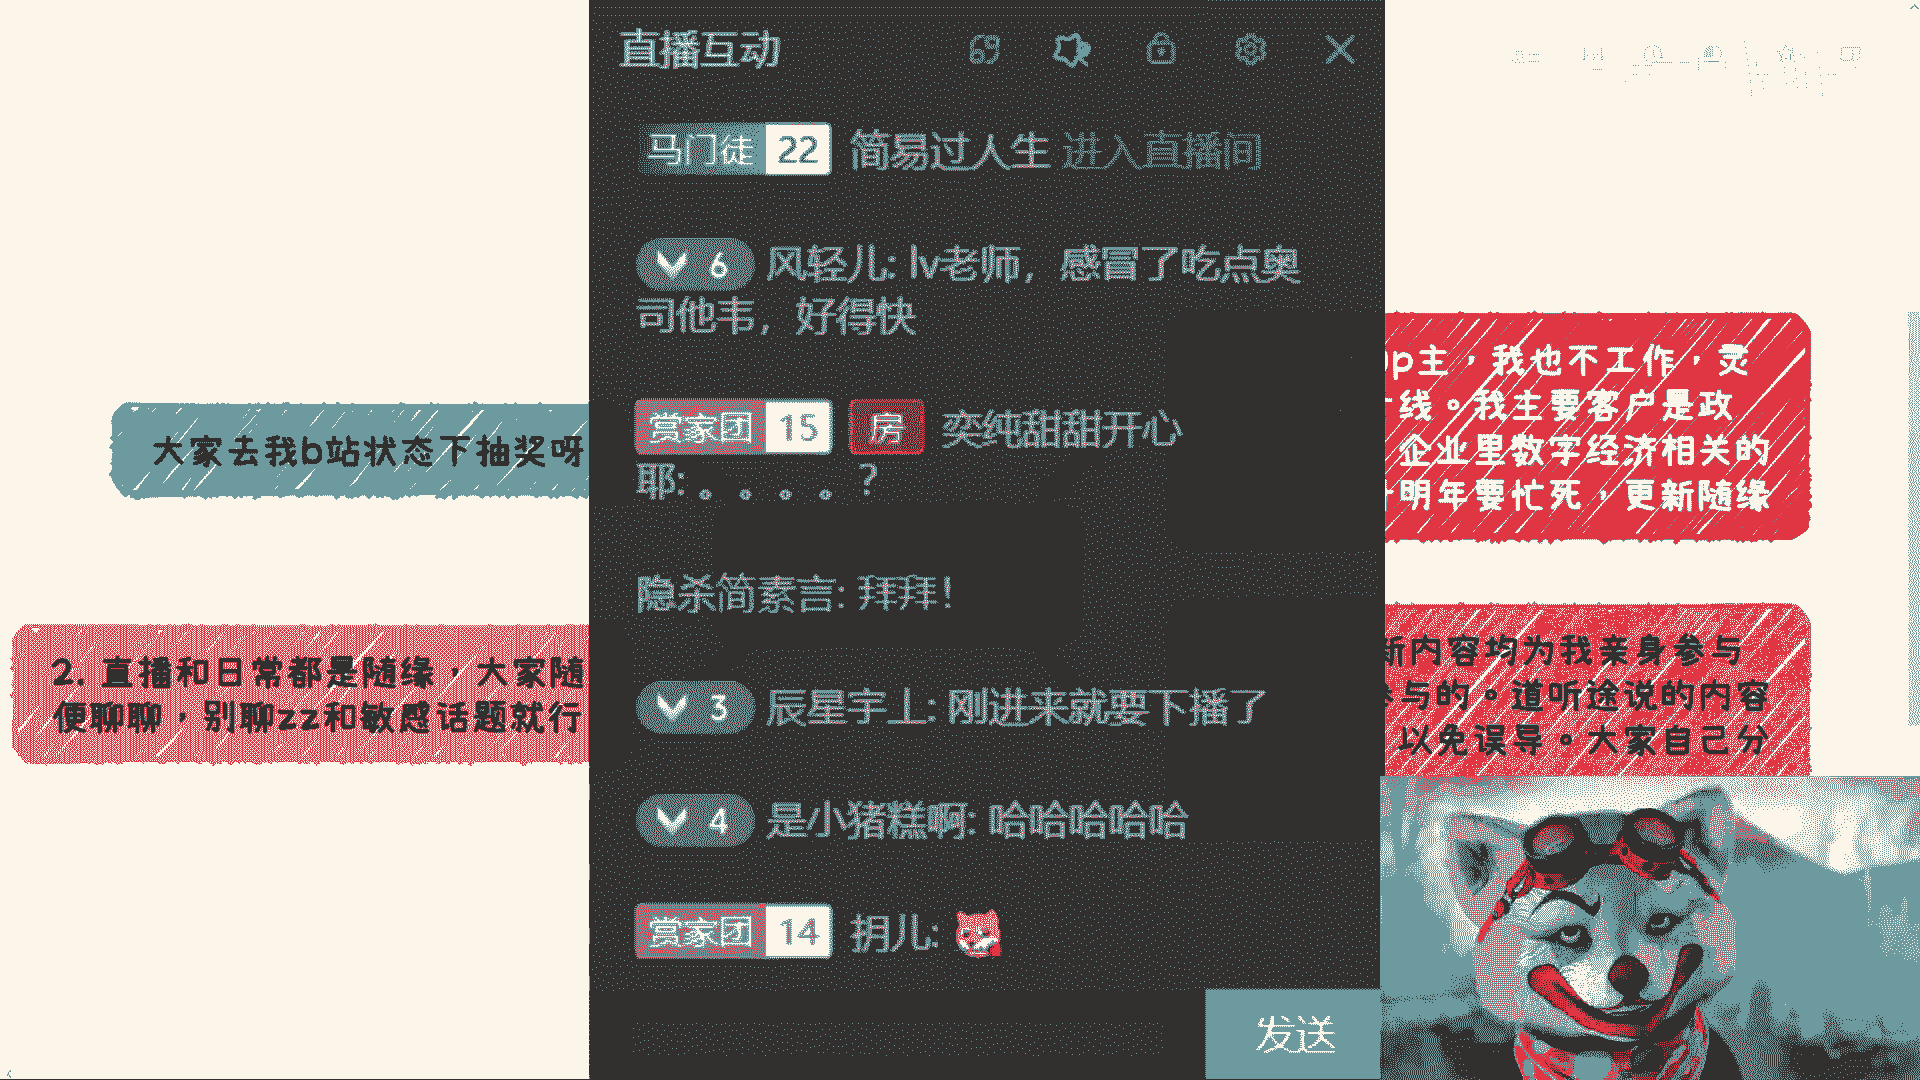 直播互动
马门徒 22 简易过人生 进入直播间
6 风轻儿: lv老师，感冒了吃点奥
司他韦，好得快
赏家团 15 房 奕纯甜甜开心
耶: 。。。。？
隐杀简素言: 拜拜！
3 辰星宇上: 刚进来就要下播了
4 是小猪糕啊: 哈哈哈哈哈
赏家团 14 抈儿:
发送
大家去我b站状态下抽奖呀
2. 直播和日常都是随缘，大家随
便聊聊，别聊zz和敏感话题就行
up主，我也不工作，灵
线。我主要客户是政
企业里数字经济相关的
明年要忙死，更新随缘
新内容均为我亲身参与
参与的。道听途说的内容
以免误导。大家自己分